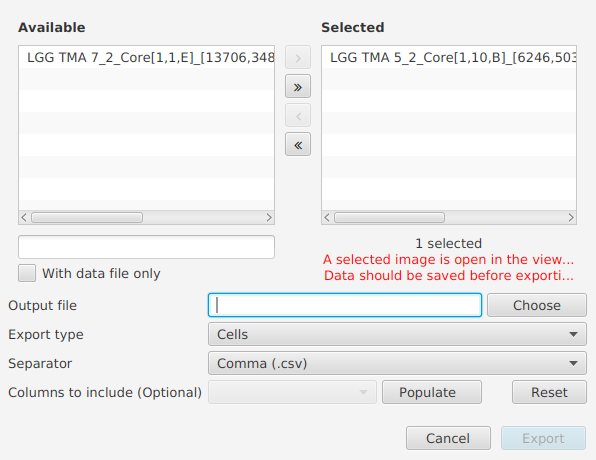 Available
Selected
LGG TMA 7_2_Core[1,1,E]_[13706,348
LGG TMA 5_2_Core[1,10,B]_[6246,503
>
»
<
«
1 selected
A selected image is open in the view...
With data file only
Data should be saved before exporti...
Output file
Choose
Export type
Cells
Separator
Comma (.csv)
Columns to include (Optional)
Populate
Reset
Cancel
Export